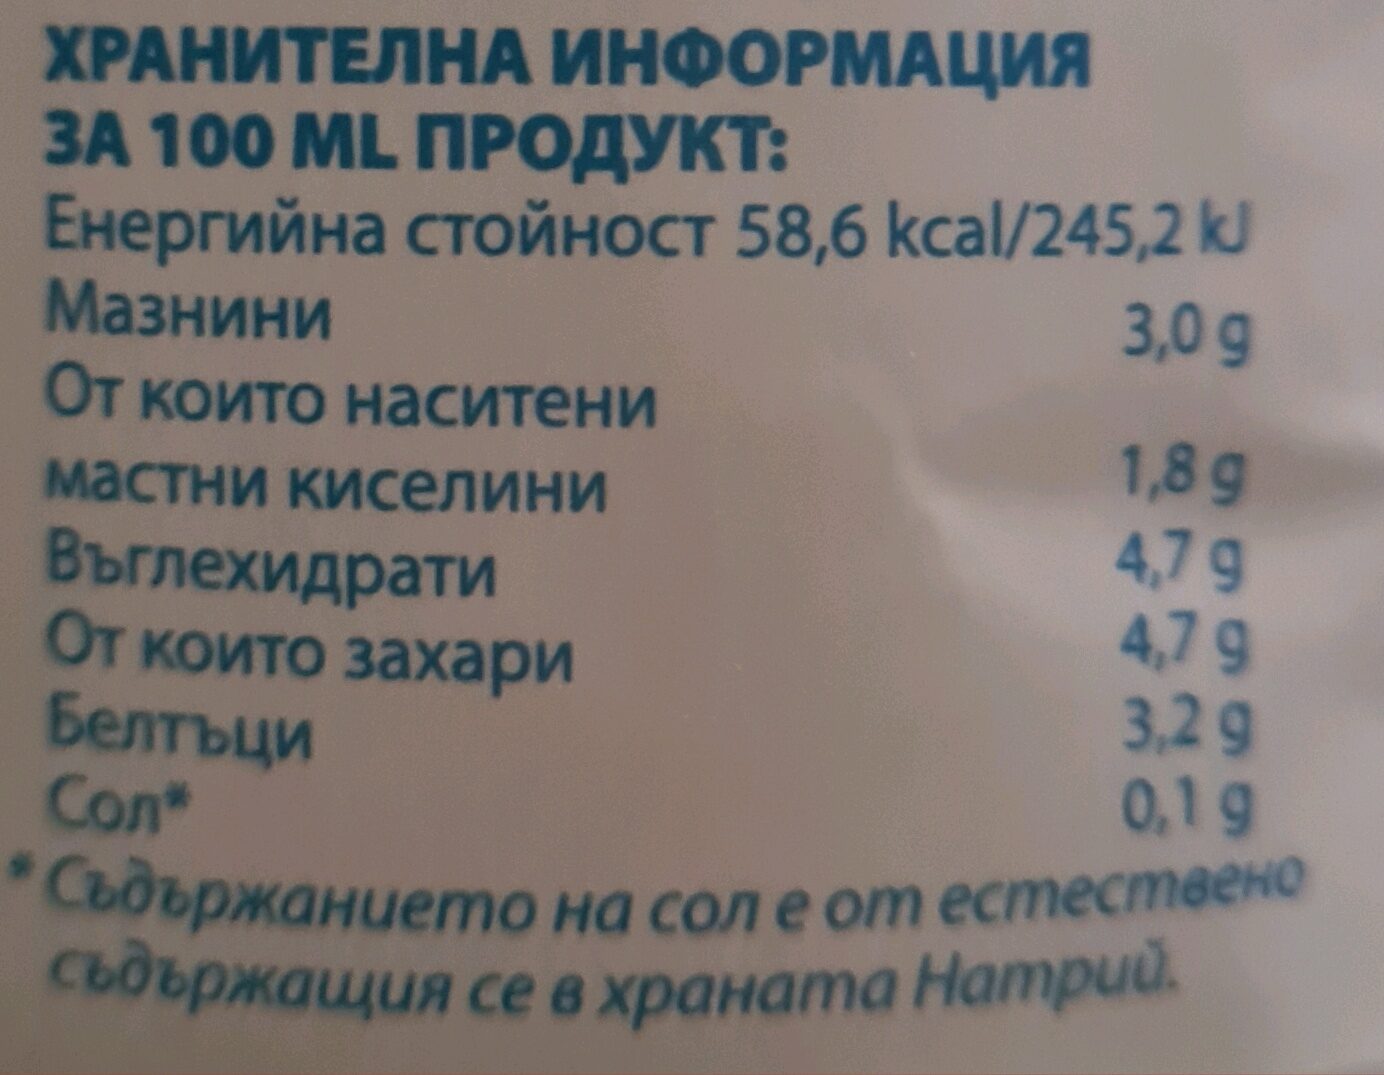 ХРАНИТЕЛНА ИНФОРМАЦИЯ
ЗА 100 ML ПРОДУКТ:
Енергийна стойност 58,6 kcal/245,2 kJ
Мазнини 3,0 g
От които наситени
мастни киселини 1,8 g
Въглехидрати 4,7 g
От които захари 4,7 g
Белтъци 3,2 g
Сол* 0,1 g
* Съдържанието на сол е от естествено
съдържащия се в храната Натрий.